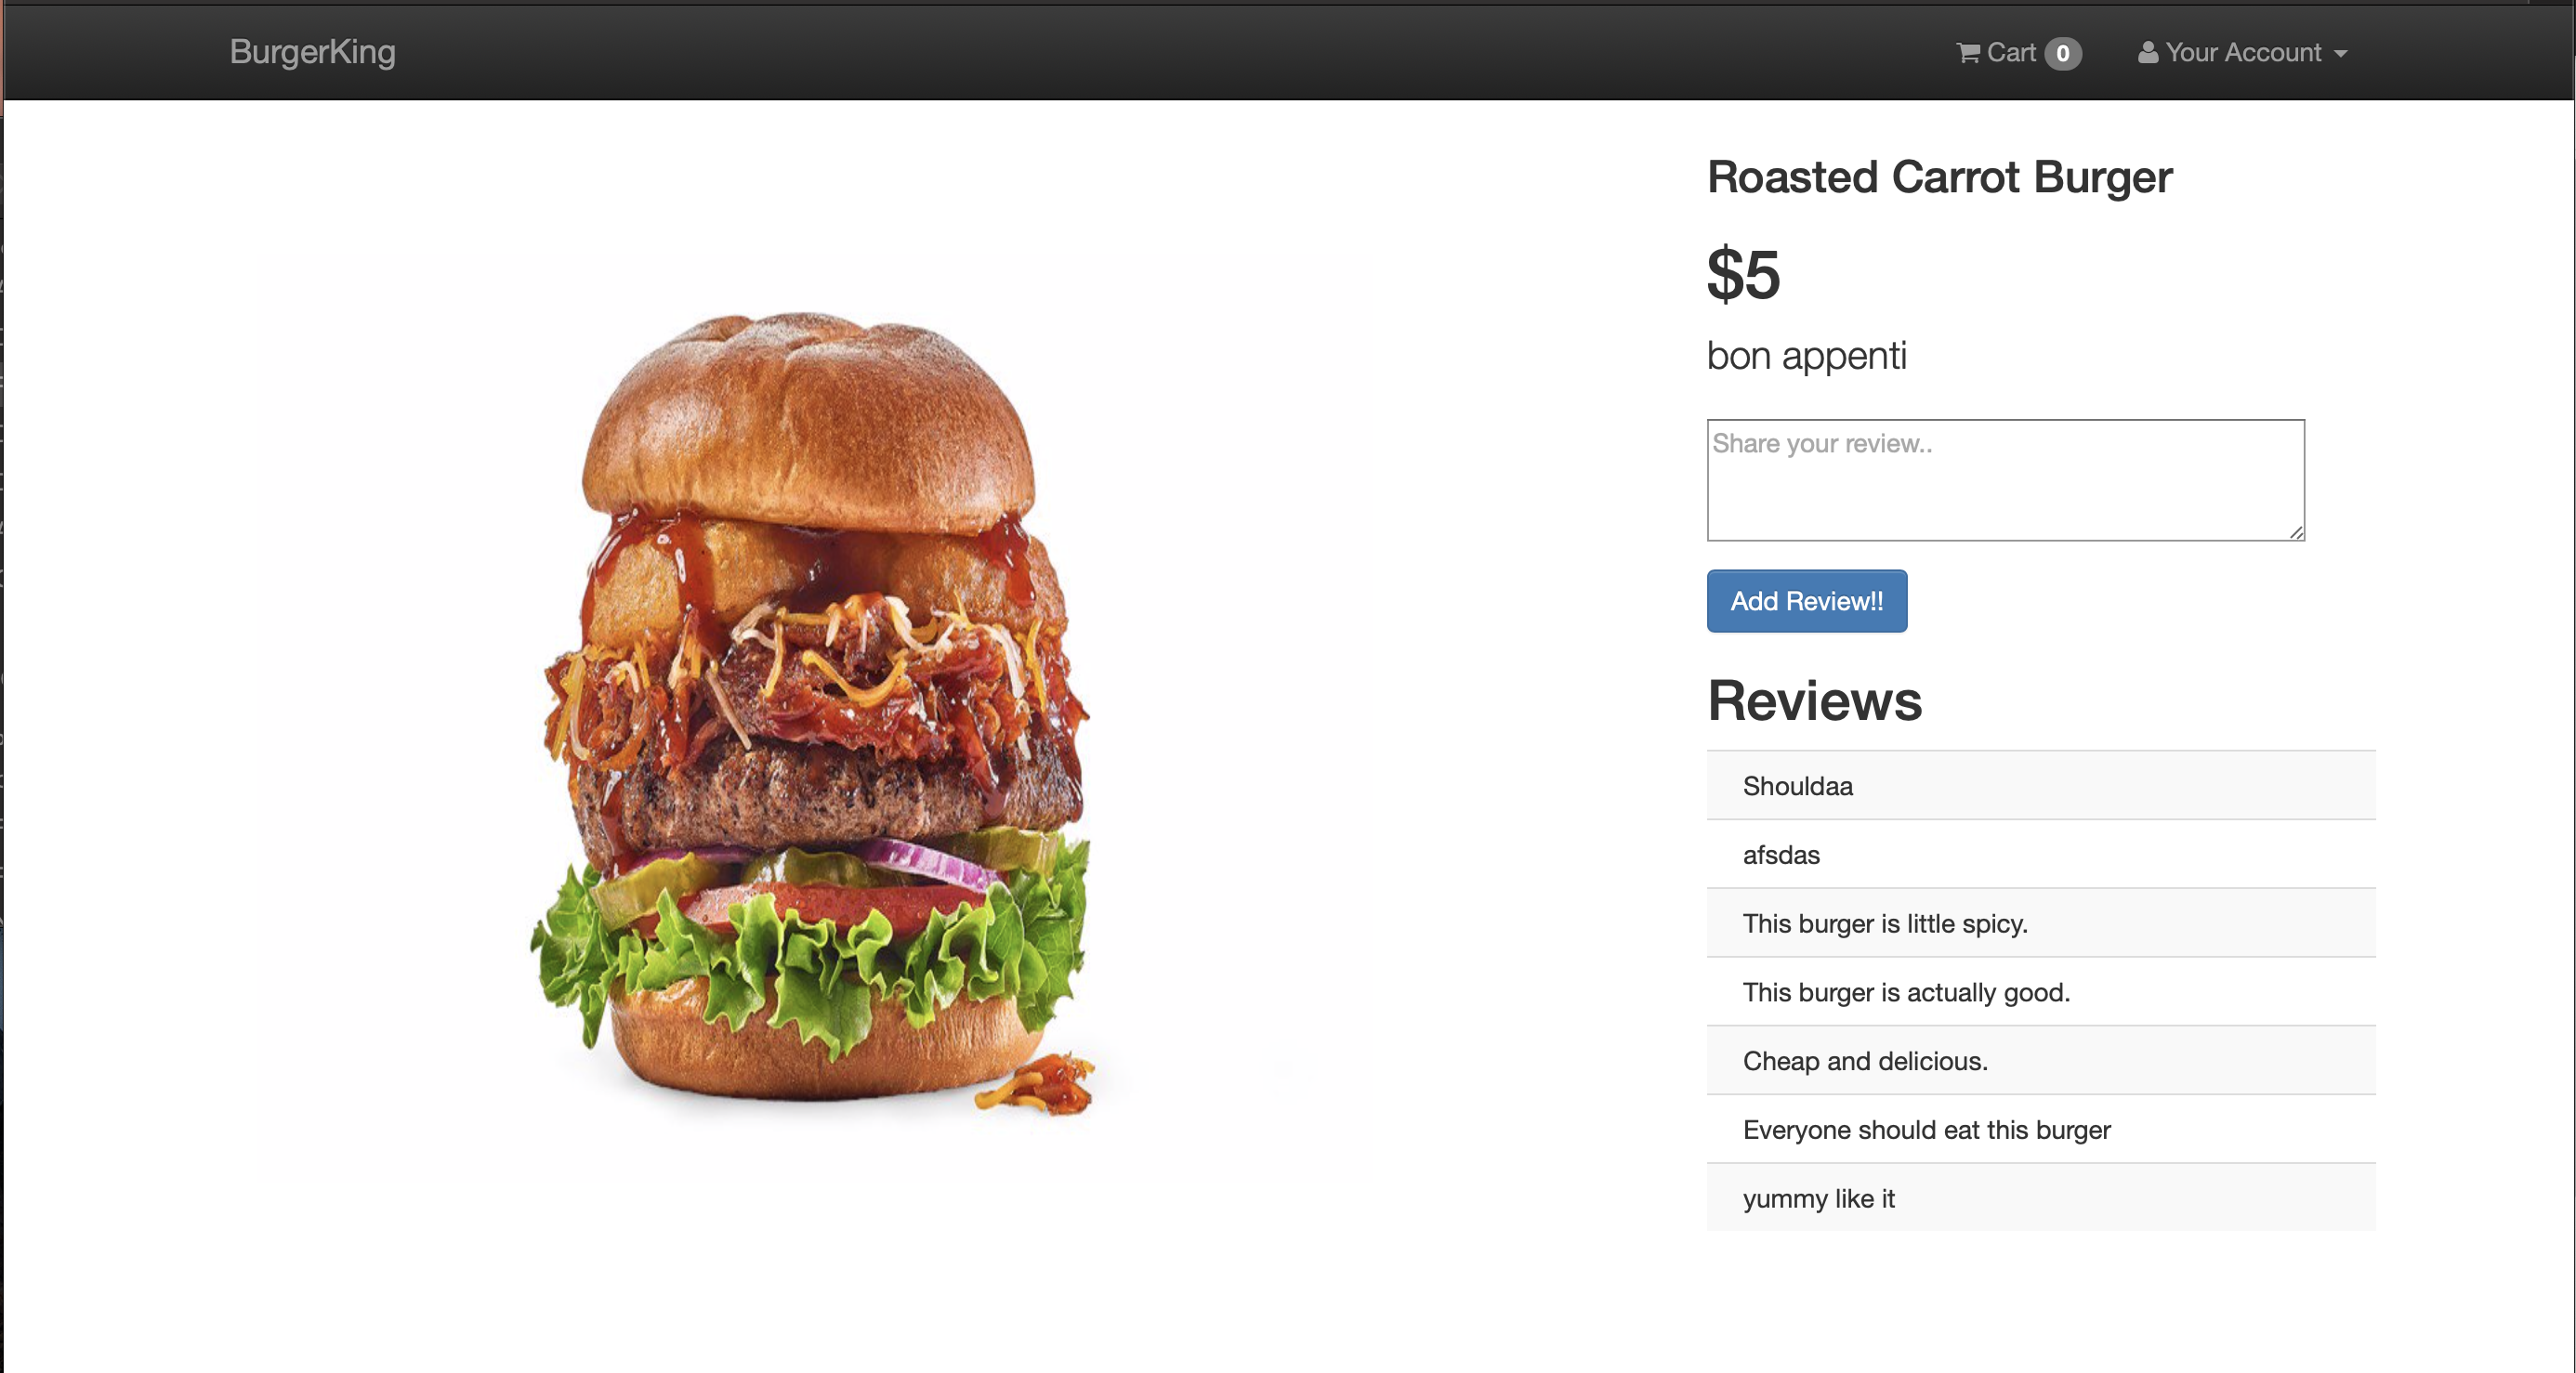 BurgerKing
Cart 0
Your Account
Roasted Carrot Burger
$5
bon appenti
Share your review..
Add Review!!
Reviews
Shouldaa
afsdas
This burger is little spicy.
This burger is actually good.
Cheap and delicious.
Everyone should eat this burger
yummy like it